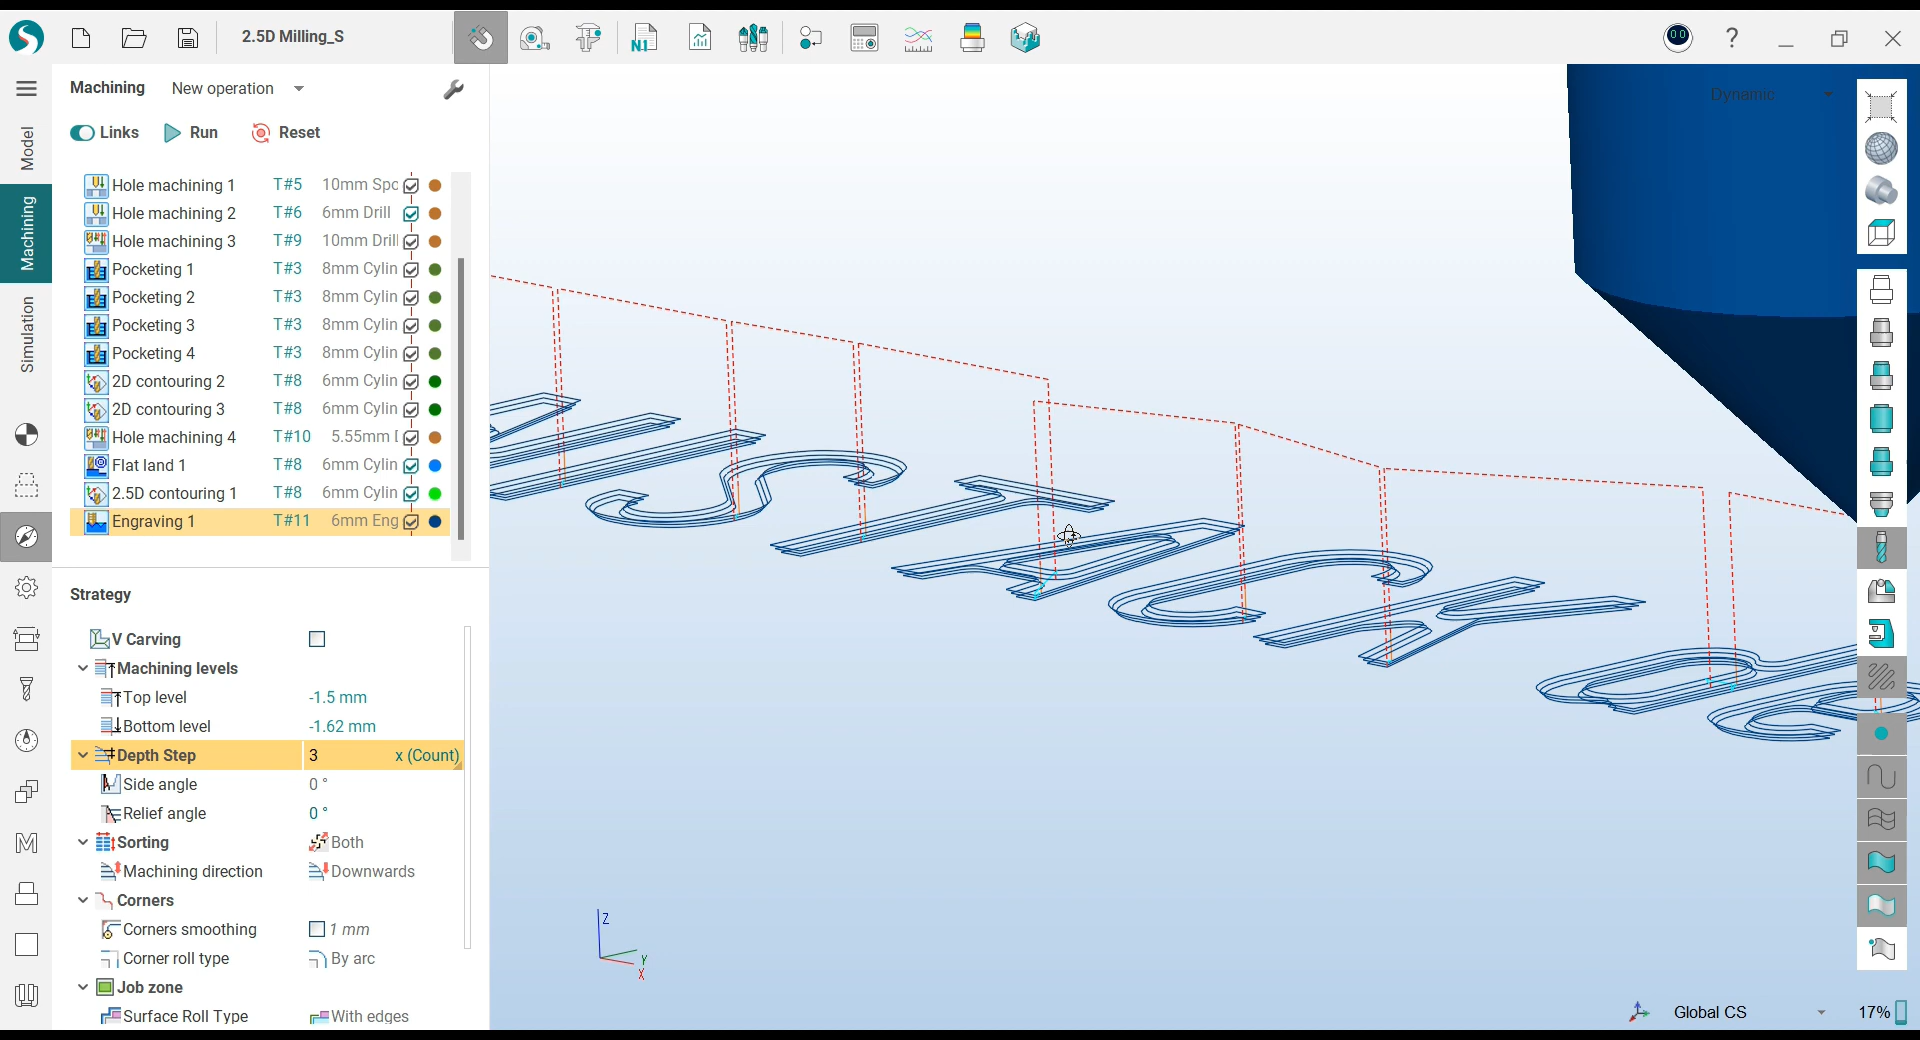 2.5D Milling_S
N1
?
Machining New operation
Links Run Reset
Model
Machining
Simulation
Hole machining 1 T#5 10mm Spc
Hole machining 2 T#6 6mm Drill
Hole machining 3 T#9 10mm Dril
Pocketing 1 T#3 8mm Cylin
Pocketing 2 T#3 8mm Cylin
Pocketing 3 T#3 8mm Cylin
Pocketing 4 T#3 8mm Cylin
2D contouring 2 T#8 6mm Cylin
2D contouring 3 T#8 6mm Cylin
Hole machining 4 T#10 5.55mm
Flat land 1 T#8 6mm Cylin
2.5D contouring 1 T#8 6mm Cylin
Engraving 1 T#11 6mm Eng
Strategy
V Carving
Machining levels
Top level -1.5 mm
Bottom level -1.62 mm
Depth Step 3 x (Count)
Side angle 0 °
Relief angle 0 °
Sorting Both
Machining direction Downwards
Corners
Corners smoothing 1 mm
Corner roll type By arc
Job zone
Surface Roll Type With edges
Dynamic
Z
Y
X
Global CS 17%